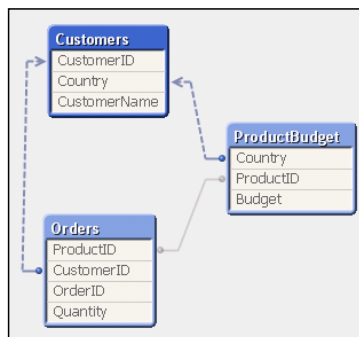 Customers
CustomerID
Country
CustomerName
ProductBudget
Country
ProductID
Budget
Orders
ProductID
CustomerID
OrderID
Quantity